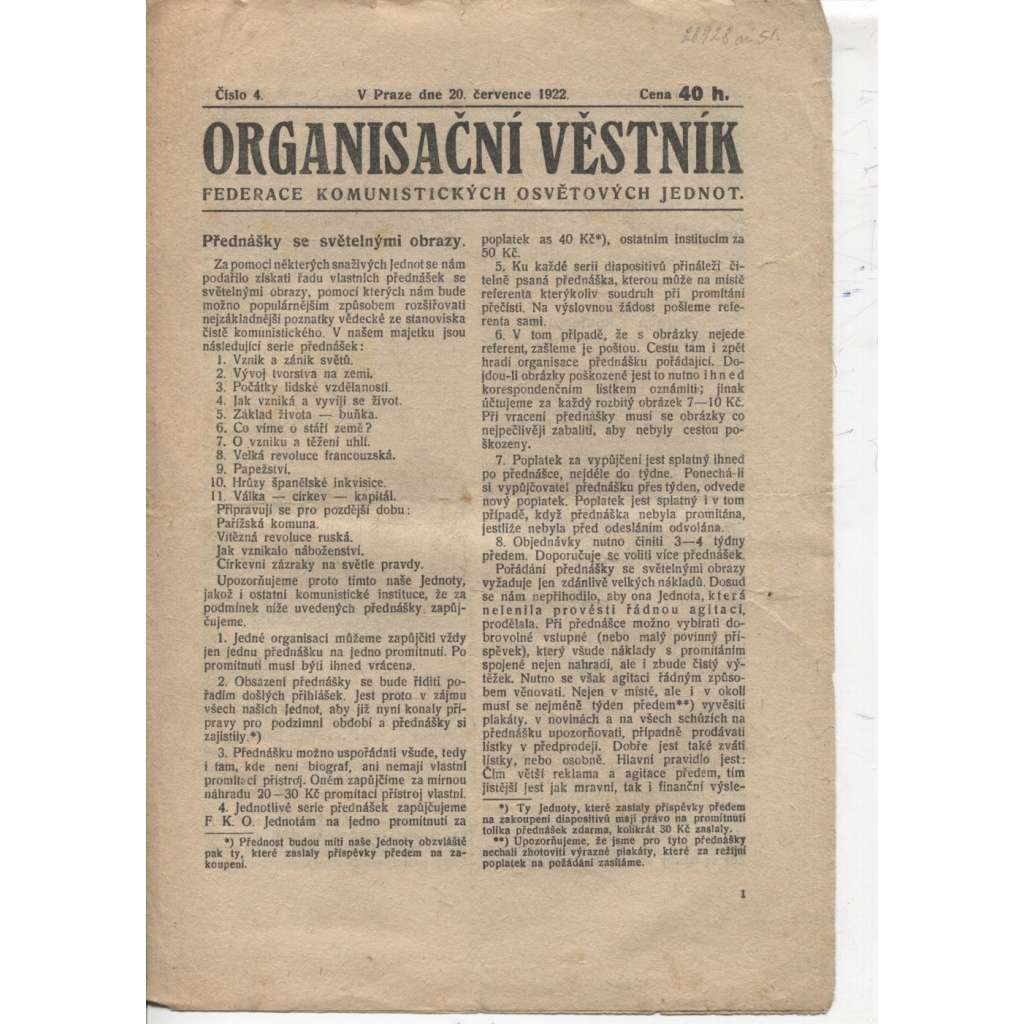 Číslo 4. V Praze dne 20. července 1922. Cena 40 h.
ORGANISAČNÍ VĚSTNÍK
FEDERACE KOMUNISTICKÝCH OSVĚTOVÝCH JEDNOT.
Přednášky se světelnými obrazy.
Za pomoci některých snaživých Jednot se nám
podařilo získati řadu vlastních přednášek se
světelnými obrazy, pomocí kterých nám bude
možno populárnějším způsobem rozšiřovati
nejzákladnější poznatky vědecké ze stanoviska
čistě komunistického. V našem majetku jsou
následující serie přednášek:
1. Vznik a zánik světů.
2. Vývoj tvorstva na zemi.
3. Počátky lidské vzdělanosti.
4. Jak vzniká a vyvíjí se život.
5. Základ života — buňka.
6. Co víme o stáří země?
7. O vzniku a těžení uhlí.
8. Velká revoluce francouzská.
9. Papežství.
10. Hrůzy španělské inkvisice.
11. Válka — církev — kapitál.
Připravují se pro pozdější dobu:
Pařížská komuna.
Vítězná revoluce ruská.
Jak vznikalo náboženství.
Církevní zázraky na světle pravdy.
Upozorňujeme proto tímto naše Jednoty,
jakož i ostatní komunistické instituce, že za
podmínek níže uvedených přednášky zapůj-
čujeme.
1. Jedné organisaci můžeme zapůjčiti vždy
jen jednu přednášku na jedno promítnutí. Po
promítnutí musí býti ihned vrácena.
2. Obsazení přednášky se bude říditi po-
řadím došlých přihlášek. Jest proto v zájmu
všech našich Jednot, aby již nyní konaly pří-
pravy pro podzimní období a přednášky si
zajistily.*)
3. Přednášku možno uspořádati všude, tedy
i tam, kde není biograf, ani nemají vlastní
promítací přístroj. Oněm zapůjčíme za mírnou
náhradu 20—30 Kč promítací přístroj vlastní.
4. Jednotlivé serie přednášek zapůjčujeme
F. K. O. Jednotám na jedno promítnutí za
*) Přednost budou míti naše Jednoty obzvláště
pak ty, které zaslaly příspěvky předem na za-
koupení.
poplatek as 40 Kč*), ostatním institucím za
50 Kč.
5. Ku každé serii diapositivů přináleží či-
telně psaná přednáška, kterou může na místě
referenta kterýkoliv soudruh při promítání
přečísti. Na výslovnou žádost pošleme refe-
renta sami.
6. V tom případě, že s obrázky nejede
referent, zašleme je poštou. Cestu tam i zpět
hradí organisace přednášku pořádající. Do-
jdou-li obrázky poškozené jest to nutno ihned
korespondenčním lístkem oznámiti; jinak
účtujeme za každý rozbitý obrázek 7—10 Kč.
Při vracení přednášky musí se obrázky co
nejpečlivěji zabaliti, aby nebyly cestou po-
škozeny.
7. Poplatek za vypůjčení jest splatný ihned
po přednášce, nejdéle do týdne. Ponechá-li
si vypůjčovatel přednášku přes týden, odvede
nový poplatek. Poplatek jest splatný i v tom
případě, když přednáška nebyla promítána,
jestliže nebyla před odesláním odvolána.
8. Objednávky nutno činiti 3—4 týdny
předem. Doporučuje se voliti více přednášek.
Pořádání přednášky se světelnými obrazy
vyžaduje jen zdánlivě velkých nákladů. Dosud
se nám nepřihodilo, aby ona Jednota, která
nelenila provésti řádnou agitaci,
prodělala. Při přednášce možno vybírati do-
brovolné vstupné (nebo malý povinný pří-
spěvek), který všude náklady s promítáním
spojené nejen nahradí, ale i zbude čistý vý-
těžek. Nutno se však agitaci řádným způso-
bem věnovati. Nejen v místě, ale i v okolí
musí se nejméně týden předem**) vyvěsiti
plakáty, v novinách a na všech schůzích na
přednášku upozorňovati, případně prodávati
lístky v předprodeji. Dobře jest také zváti
lístky, nebo osobně. Hlavní pravidlo jest:
Čím větší reklama a agitace předem, tím
jistější jest jak mravní, tak i finanční výsle-
*) Ty Jednoty, které zaslaly příspěvky předem
na zakoupení diapositivů mají právo na promítnutí
tolika přednášek zdarma, kolikrát 30 Kč zaslaly.
**) Upozorňujeme, že jsme pro tyto přednášky
nechali zhotoviti výrazné plakáty, které za režijní
poplatek na požádání zasíláme.
1